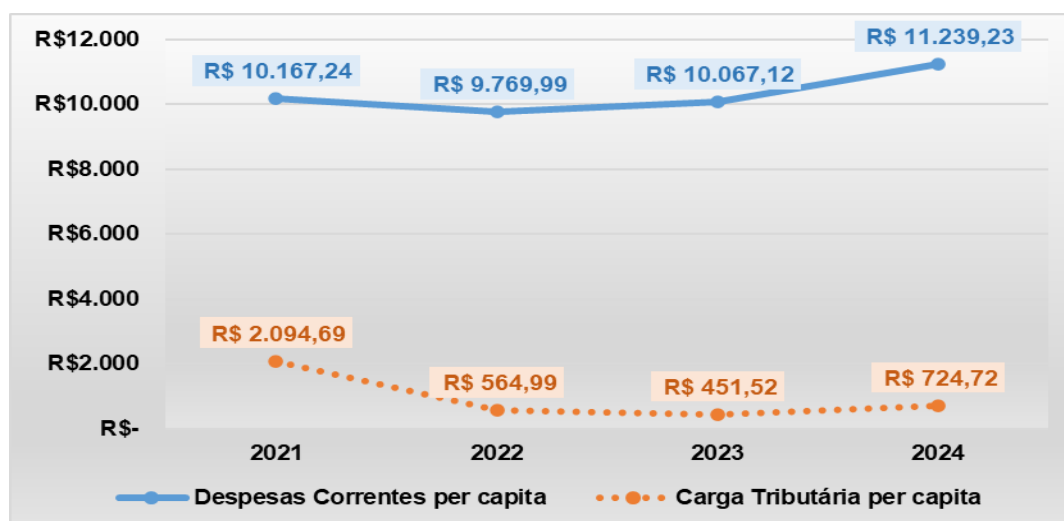 R$12.000
R$10.000
R$8.000
R$6.000
R$4.000
R$2.000
R$-
R$ 10.167,24
R$ 9.769,99
R$ 10.067,12
R$ 11.239,23
R$ 2.094,69
R$ 564,99
R$ 451,52
R$ 724,72
2021
2022
2023
2024
Despesas Correntes per capita
Carga Tributária per capita